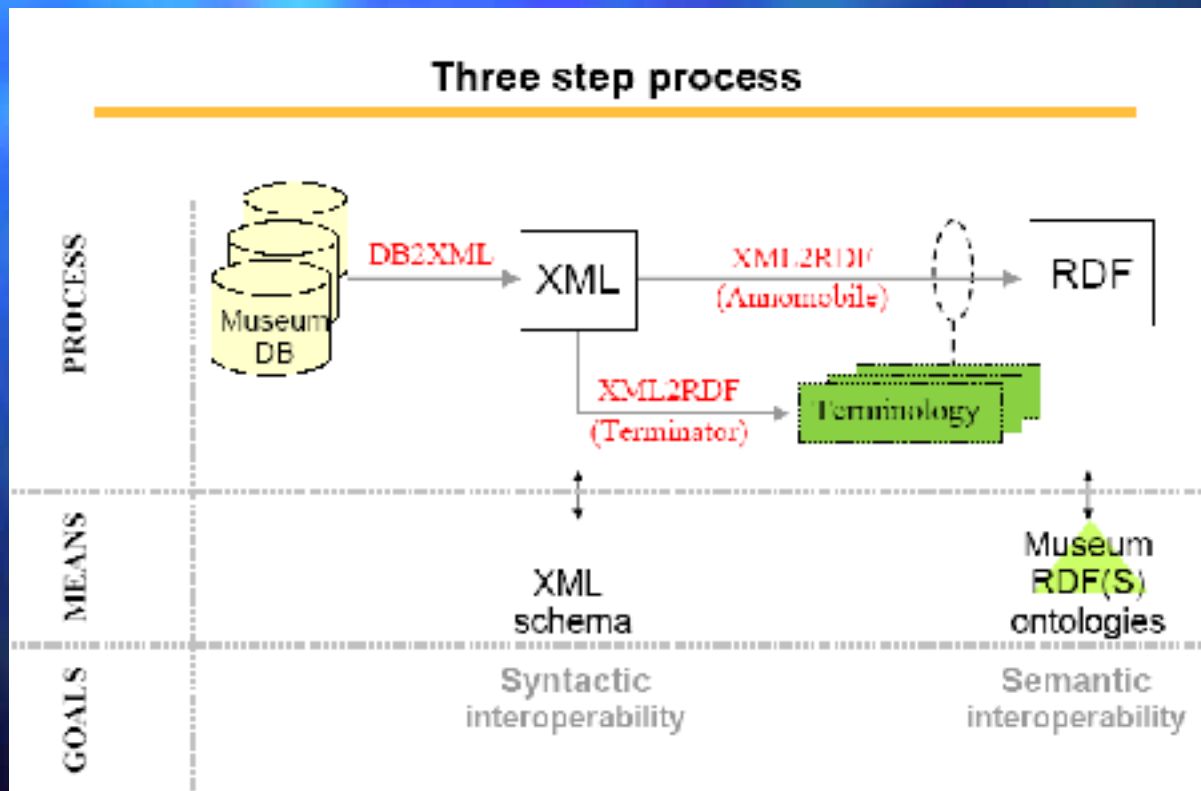 Three step process
PROCESS
Museum
DB
DB2XML
XML
XML2RDF
(Annomobile)
RDF
XML2RDF
(Terminator)
Terminology
MEANS
XML
schema
Museum
RDF(S)
ontologies
GOALS
Syntactic
interoperability
Semantic
interoperability